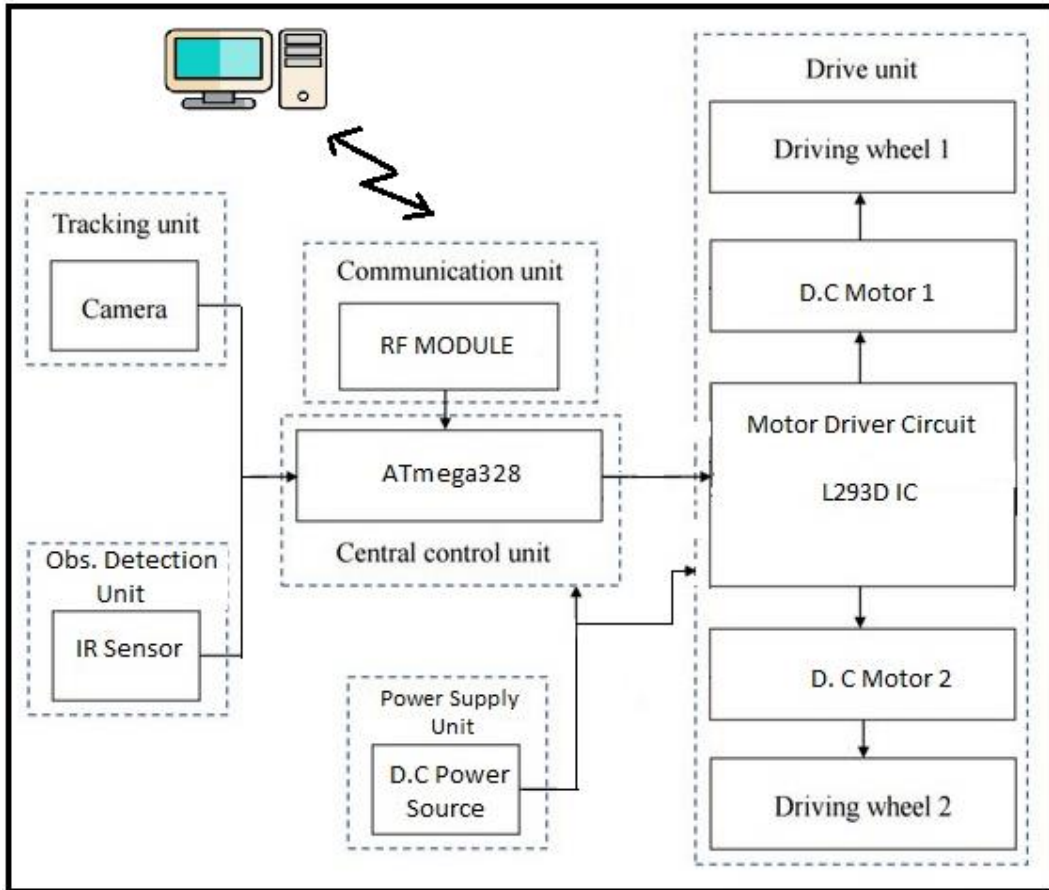 Tracking unit
Camera
Obs. Detection
Unit
IR Sensor
Communication unit
RF MODULE
ATmega328
Central control unit
Power Supply
Unit
D.C Power
Source
Drive unit
Driving wheel 1
D.C Motor 1
Motor Driver Circuit
L293D IC
D. C Motor 2
Driving wheel 2